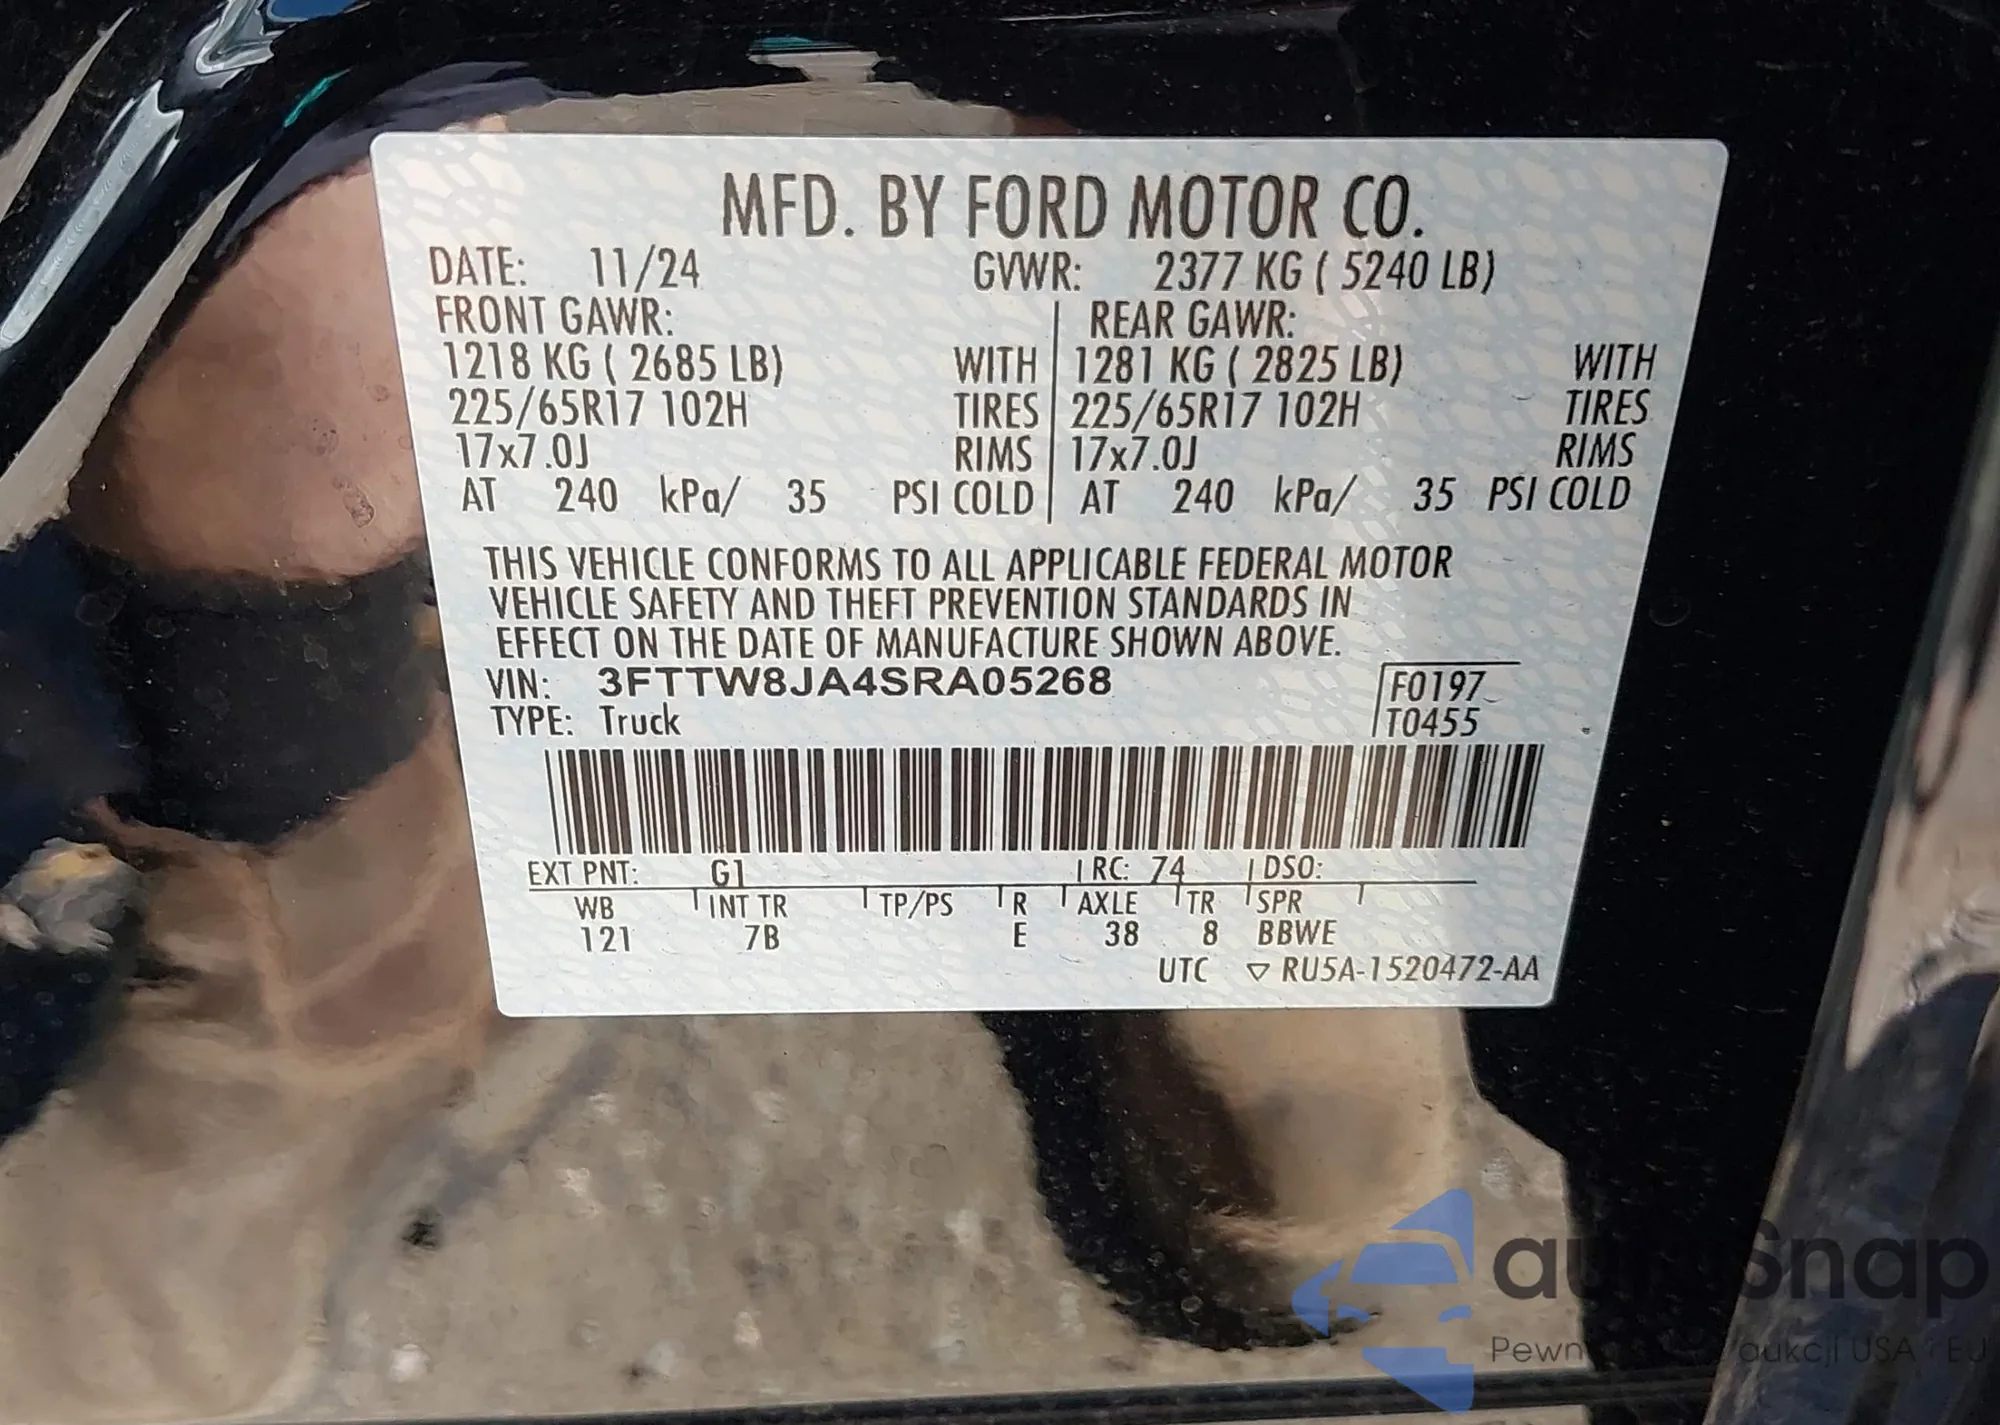 MFD. BY FORD MOTOR CO.
DATE: 11/24 GVWR: 2377 KG ( 5240 LB)
FRONT GAWR: REAR GAWR:
1218 KG ( 2685 LB) WITH 1281 KG ( 2825 LB) WITH
225/65R17 102H TIRES 225/65R17 102H TIRES
17x7.0J RIMS 17x7.0J RIMS
AT 240 kPa/ 35 PSI COLD AT 240 kPa/ 35 PSI COLD
THIS VEHICLE CONFORMS TO ALL APPLICABLE FEDERAL MOTOR
VEHICLE SAFETY AND THEFT PREVENTION STANDARDS IN
EFFECT ON THE DATE OF MANUFACTURE SHOWN ABOVE.
VIN: 3FTTW8JA4SRA05268 F0197
TYPE: Truck T0455
EXT PNT: G1 RC: 74 DSO:
WB INT TR TP/PS R AXLE TR SPR
121 7B E 38 8 BBWE
UTC ▽ RU5A-1520472-AA
aukcji USA EU